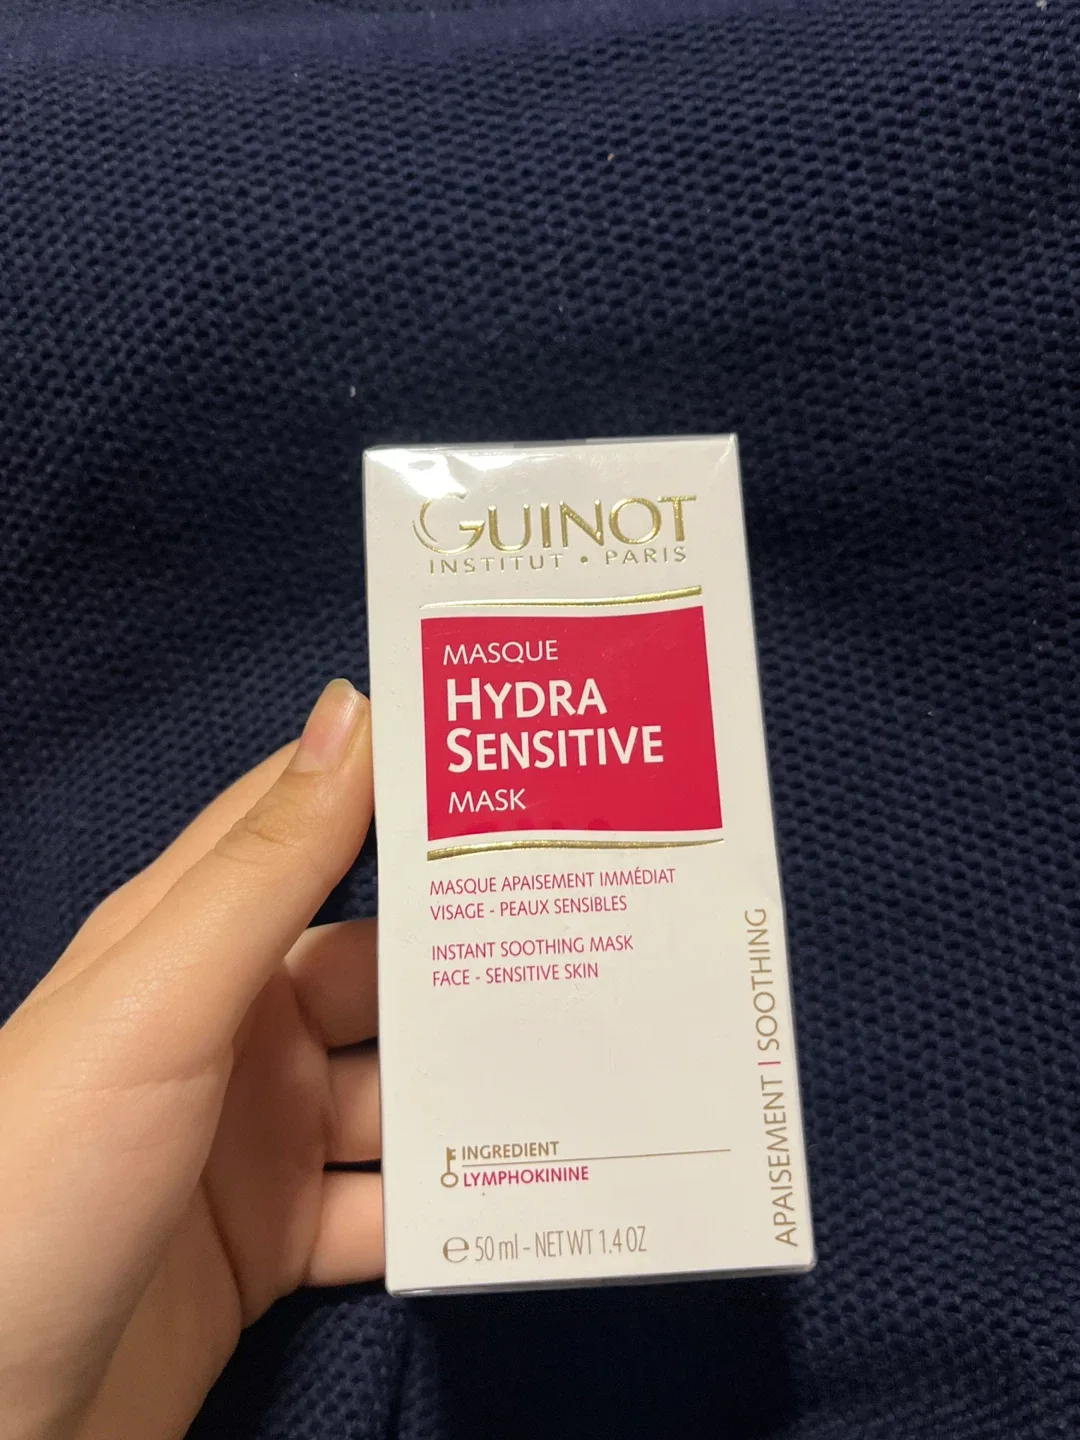 GUINOT
INSTITUT • PARIS
MASQUE
HYDRA
SENSITIVE
MASK
MASQUE APAISEMENT IMMÉDIAT
VISAGE - PEAUX SENSIBLES
INSTANT SOOTHING MASK
FACE - SENSITIVE SKIN
APAISEMENT | SOOTHING
INGREDIENT
LYMPHOKININE
℮ 50 ml - NET WT 1.4 OZ